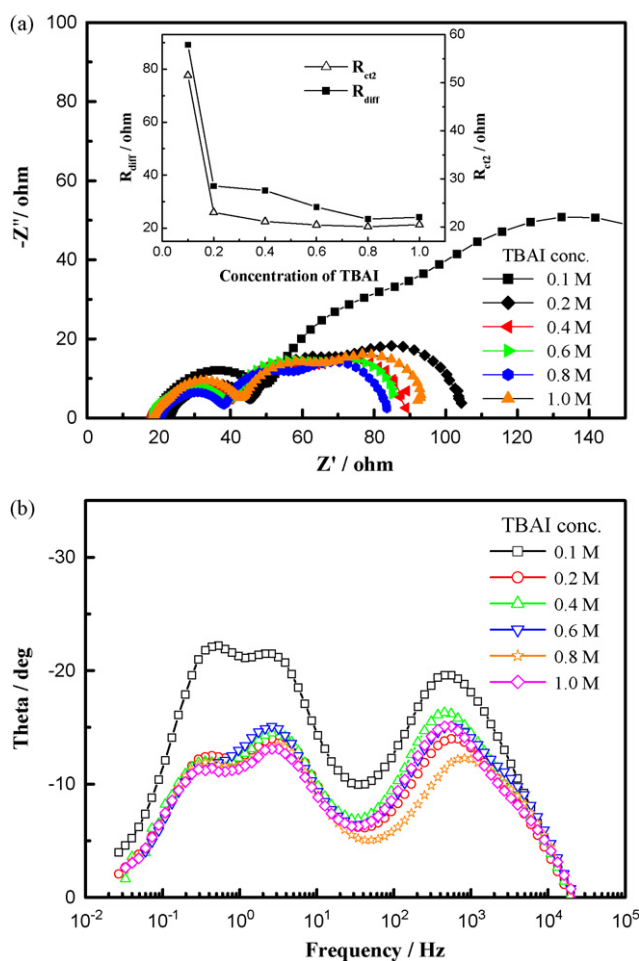 (a)
100
80
60
40
20
0
-Z'' / ohm
0 20 40 60 80 100 120 140
Z' / ohm
80
60
40
20
R_diff / ohm
60
50
40
30
20
R_ct2 / ohm
0.0 0.2 0.4 0.6 0.8 1.0
Concentration of TBAI
R_ct2
R_diff
TBAI conc.
0.1 M
0.2 M
0.4 M
0.6 M
0.8 M
1.0 M
(b)
-30
-20
-10
0
Theta / deg
10^-2 10^-1 10^0 10^1 10^2 10^3 10^4 10^5
Frequency / Hz
TBAI conc.
0.1 M
0.2 M
0.4 M
0.6 M
0.8 M
1.0 M